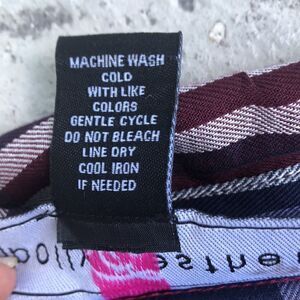 MACHINE WASH
COLD
WITH LIKE
COLORS
GENTLE CYCLE
DO NOT BLEACH
LINE DRY
COOL IRON
IF NEEDED